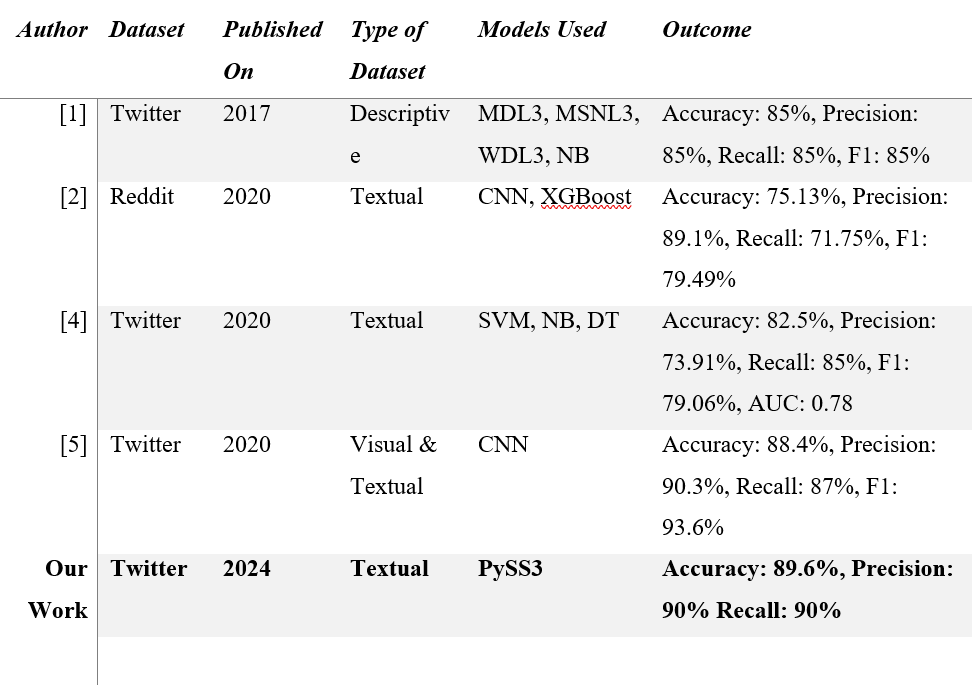 Author Dataset Published On Type of Dataset Models Used Outcome
[1] Twitter 2017 Descriptive MDL3, MSNL3, WDL3, NB Accuracy: 85%, Precision: 85%, Recall: 85%, F1: 85%
[2] Reddit 2020 Textual CNN, XGBoost Accuracy: 75.13%, Precision: 89.1%, Recall: 71.75%, F1: 79.49%
[4] Twitter 2020 Textual SVM, NB, DT Accuracy: 82.5%, Precision: 73.91%, Recall: 85%, F1: 79.06%, AUC: 0.78
[5] Twitter 2020 Visual & Textual CNN Accuracy: 88.4%, Precision: 90.3%, Recall: 87%, F1: 93.6%
Our Work Twitter 2024 Textual PySS3 Accuracy: 89.6%, Precision: 90% Recall: 90%